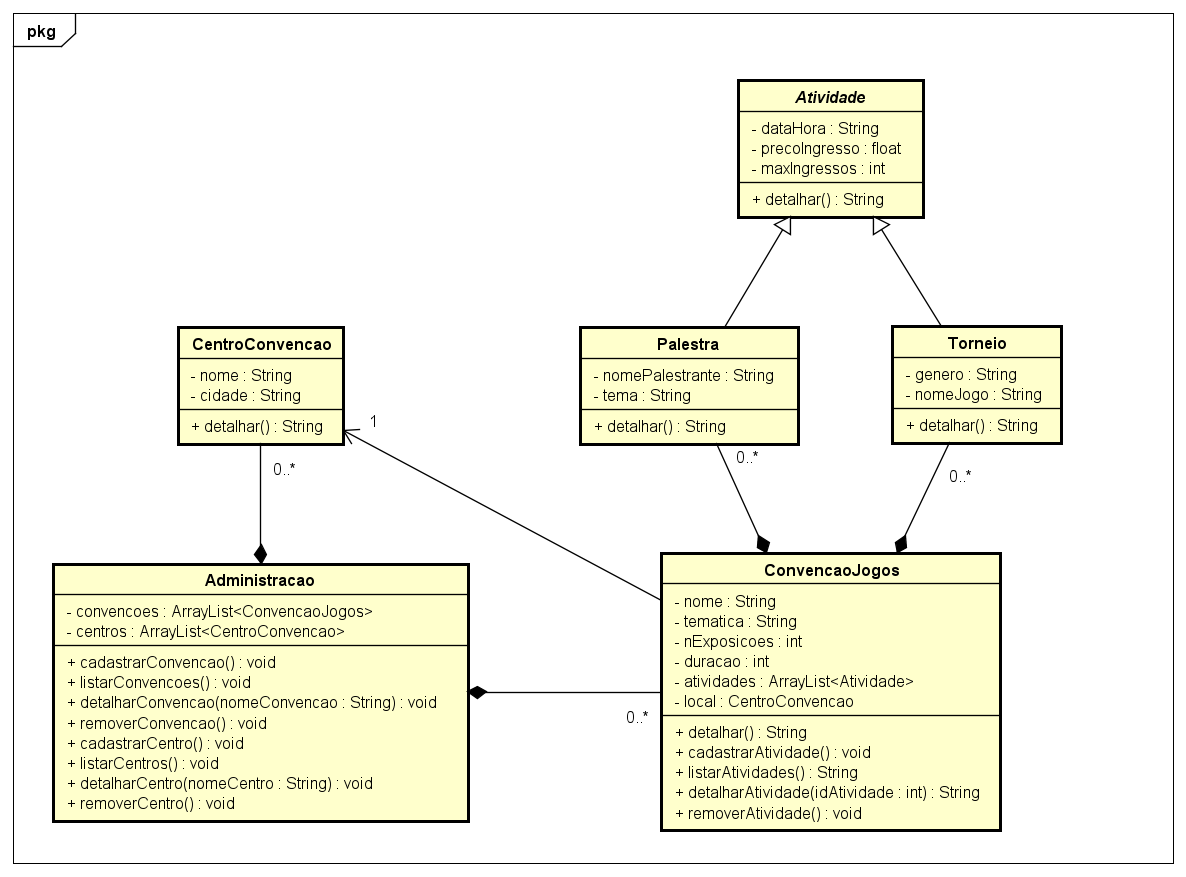 pkg
Atividade
- dataHora : String
- precoIngresso : float
- maxIngressos : int
+ detalhar() : String
CentroConvencao
- nome : String
- cidade : String
+ detalhar() : String
Palestra
- nomePalestrante : String
- tema : String
+ detalhar() : String
Torneio
- genero : String
- nomeJogo : String
+ detalhar() : String
1
0..*
0..*
0..*
Administracao
- convencoes : ArrayList<ConvencaoJogos>
- centros : ArrayList<CentroConvencao>
+ cadastrarConvencao() : void
+ listarConvencoes() : void
+ detalharConvencao(nomeConvencao : String) : void
+ removerConvencao() : void
+ cadastrarCentro() : void
+ listarCentros() : void
+ detalharCentro(nomeCentro : String) : void
+ removerCentro() : void
0..*
ConvencaoJogos
- nome : String
- tematica : String
- nExposicoes : int
- duracao : int
- atividades : ArrayList<Atividade>
- local : CentroConvencao
+ detalhar() : String
+ cadastrarAtividade() : void
+ listarAtividades() : String
+ detalharAtividade(idAtividade : int) : String
+ removerAtividade() : void